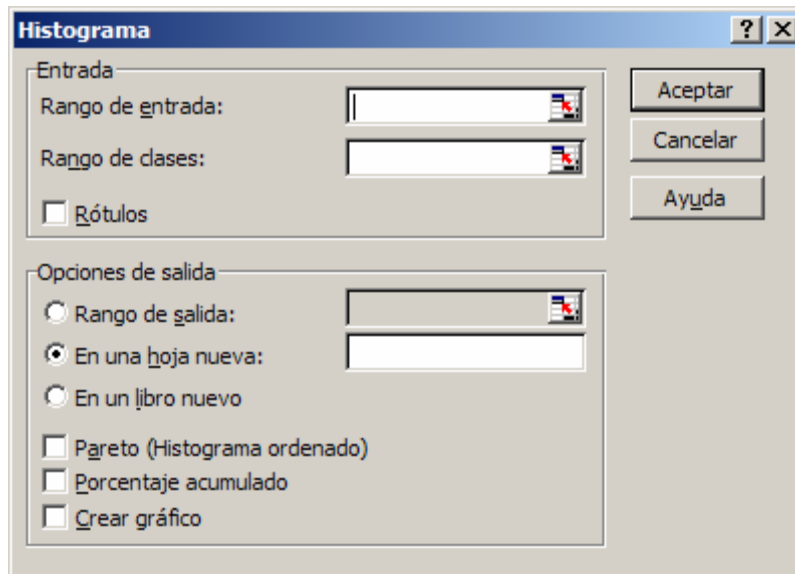 Histograma
Entrada
Rango de entrada:
Rango de clases:
Rótulos
Aceptar
Cancelar
Ayuda
Opciones de salida
Rango de salida:
En una hoja nueva:
En un libro nuevo
Pareto (Histograma ordenado)
Porcentaje acumulado
Crear gráfico